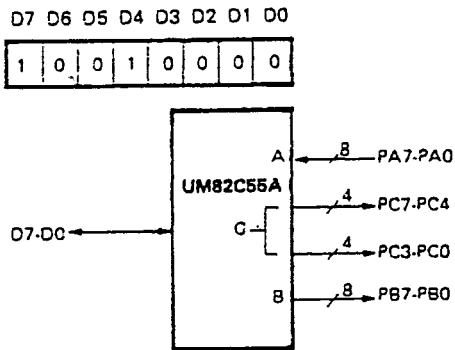 D7 D6 D5 D4 D3 D2 D1 D0
1 0 0 1 0 0 0 0
A 8 PA7-PA0
UM82C55A
4 PC7-PC4
D7-D0 C
4 PC3-PC0
B 8 PB7-PB0